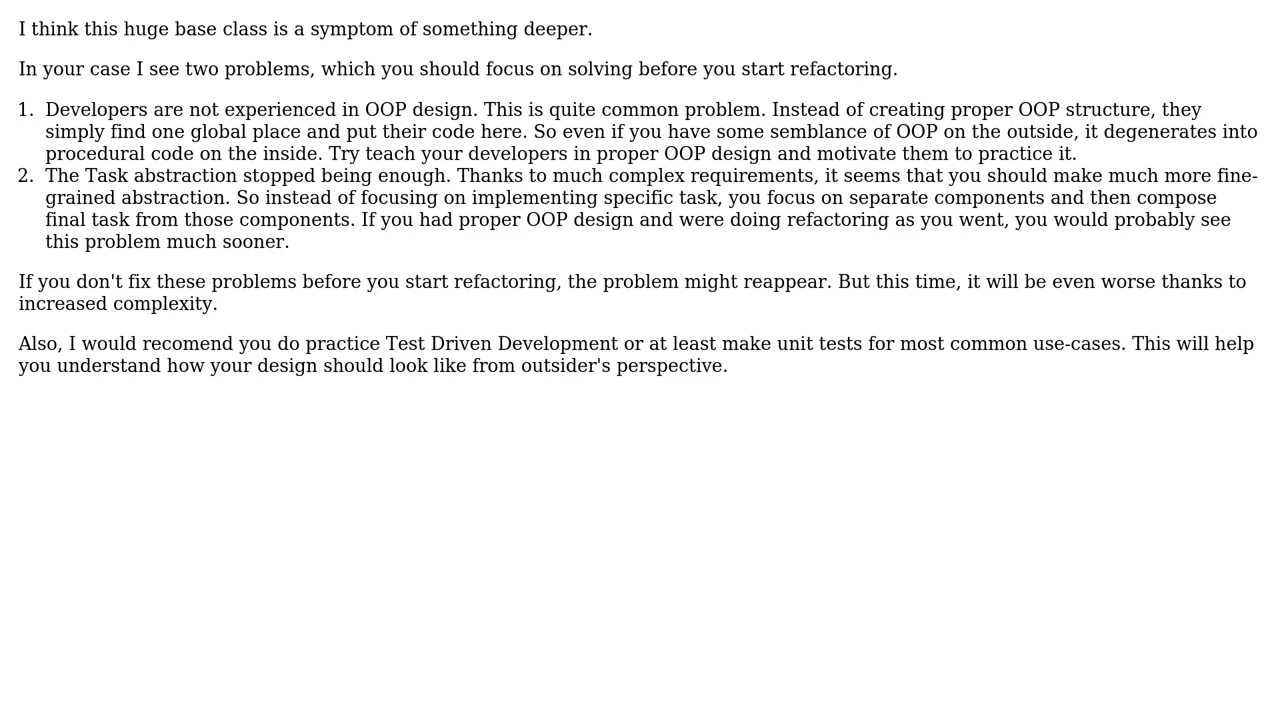 I think this huge base class is a symptom of something deeper.
In your case I see two problems, which you should focus on solving before you start refactoring.
1. Developers are not experienced in OOP design. This is quite common problem. Instead of creating proper OOP structure, they
simply find one global place and put their code here. So even if you have some semblance of OOP on the outside, it degenerates into
procedural code on the inside. Try teach your developers in proper OOP design and motivate them to practice it.
2. The Task abstraction stopped being enough. Thanks to much complex requirements, it seems that you should make much more fine-
grained abstraction. So instead of focusing on implementing specific task, you focus on separate components and then compose
final task from those components. If you had proper OOP design and were doing refactoring as you went, you would probably see
this problem much sooner.
If you don't fix these problems before you start refactoring, the problem might reappear. But this time, it will be even worse thanks to
increased complexity.
Also, I would recomend you do practice Test Driven Development or at least make unit tests for most common use-cases. This will help
you understand how your design should look like from outsider's perspective.